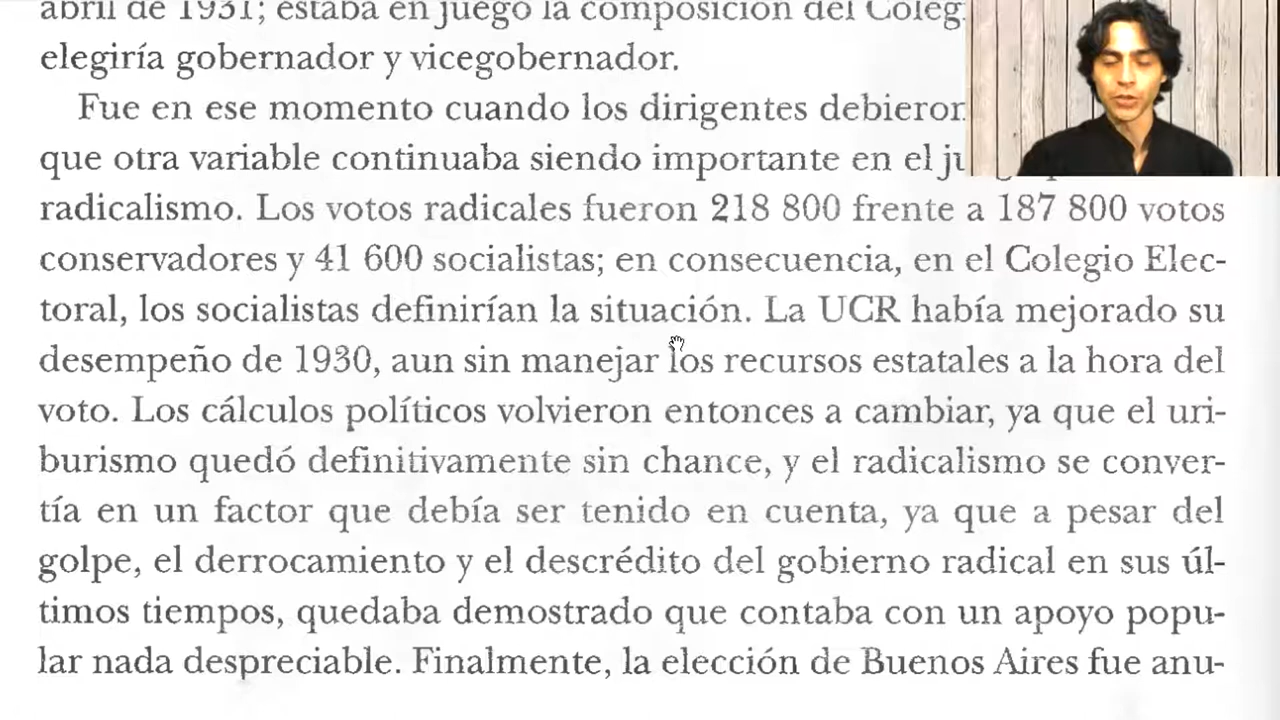 abril de 1931; estaba en juego la composición del Coleg
elegiría gobernador y vicegobernador.
Fue en ese momento cuando los dirigentes debieron
que otra variable continuaba siendo importante en el
radicalismo. Los votos radicales fueron 218 800 frente a 187 800 votos
conservadores y 41 600 socialistas; en consecuencia, en el Colegio Elec-
toral, los socialistas definirían la situación. La UCR había mejorado su
desempeño de 1930, aun sin manejar los recursos estatales a la hora del
voto. Los cálculos políticos volvieron entonces a cambiar, ya que el uri-
burismo quedó definitivamente sin chance, y el radicalismo se conver-
tía en un factor que debía ser tenido en cuenta, ya que a pesar del
golpe, el derrocamiento y el descrédito del gobierno radical en sus úl-
timos tiempos, quedaba demostrado que contaba con un apoyo popu-
lar nada despreciable. Finalmente, la elección de Buenos Aires fue anu-